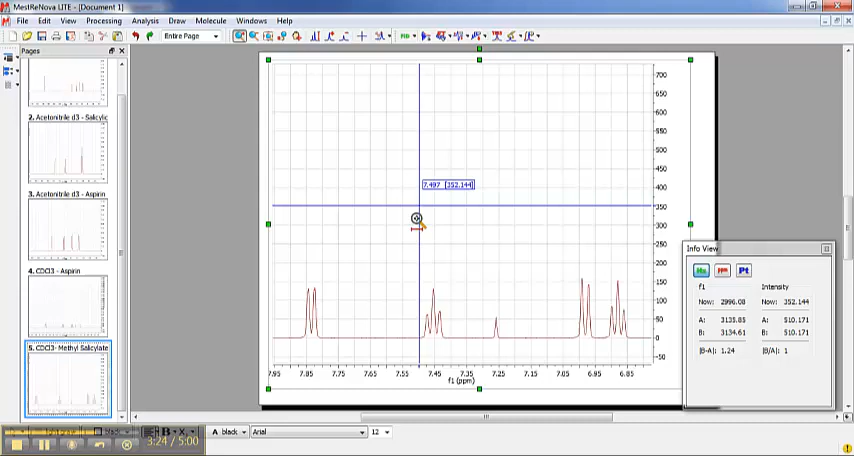 MestReNova LITE - [Document 1]
File Edit View Processing Analysis Draw Molecule Windows Help
Entire Page
Pages
2. Acetonitrile d3 - Salicylic
3. Acetonitrile d3 - Aspirin
4. CDCl3 - Aspirin
5. CDCl3- Methyl Salicylate
7.497 [352.144]
700
650
600
550
500
450
400
350
300
250
200
150
100
50
0
-50
7.95 7.85 7.75 7.65 7.55 7.45 7.35 7.25 7.15 7.05 6.95 6.85
f1 (ppm)
Info View
Hz ppm Pt
f1 Intensity
Now: 2996.08 Now: 352.144
A: 3135.85 A: 510.171
B: 3134.61 B: 510.171
|B-A|: 1.24 |B/A|: 1
black B X A black Arial 12
3:24 / 5:00